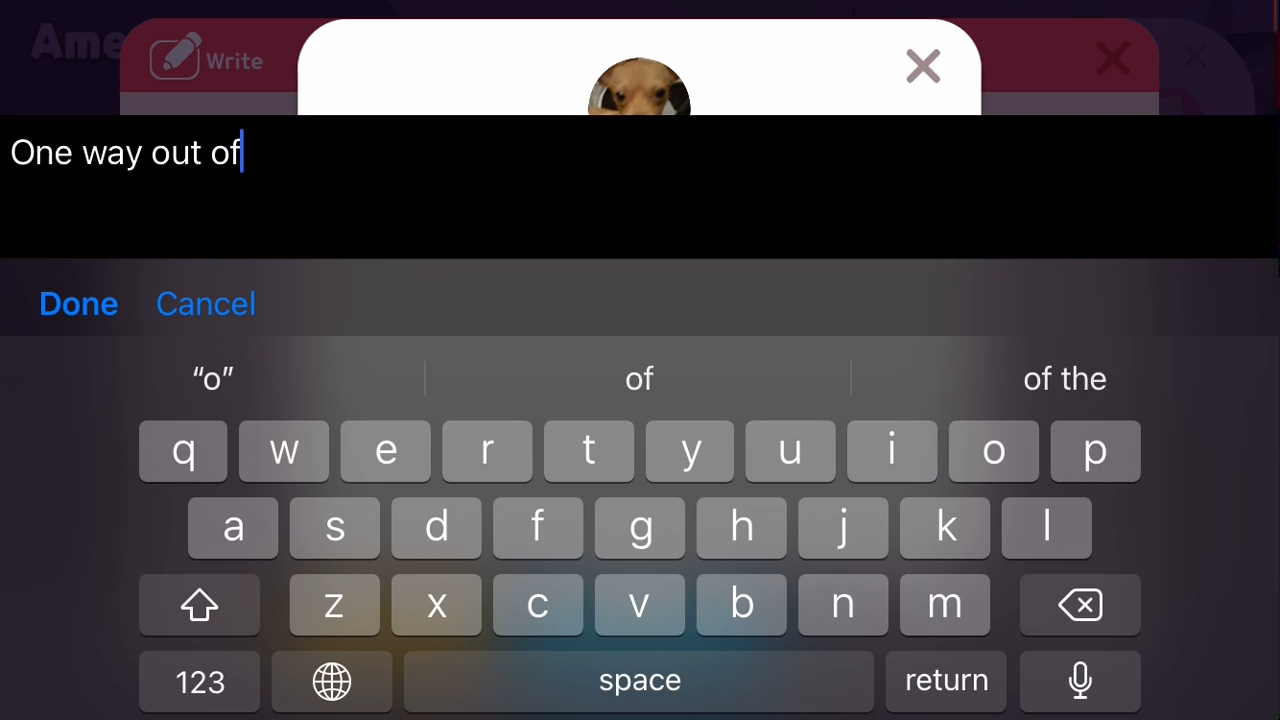 Ame
Write
One way out of
Done Cancel
“o” of of the
q w e r t y u i o p
a s d f g h j k l
z x c v b n m
123 space return